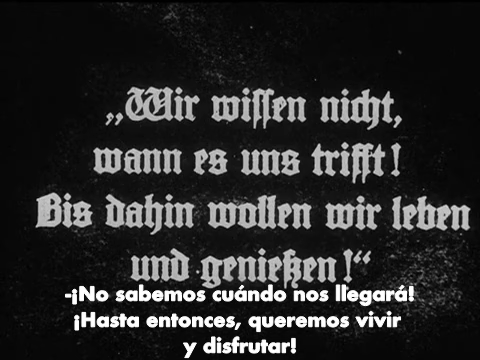 „Wir wissen nicht,
wann es uns trifft!
Bis dahin wollen wir leben
und genießen!“
-¡No sabemos cuándo nos llegará!
¡Hasta entonces, queremos vivir
y disfrutar!